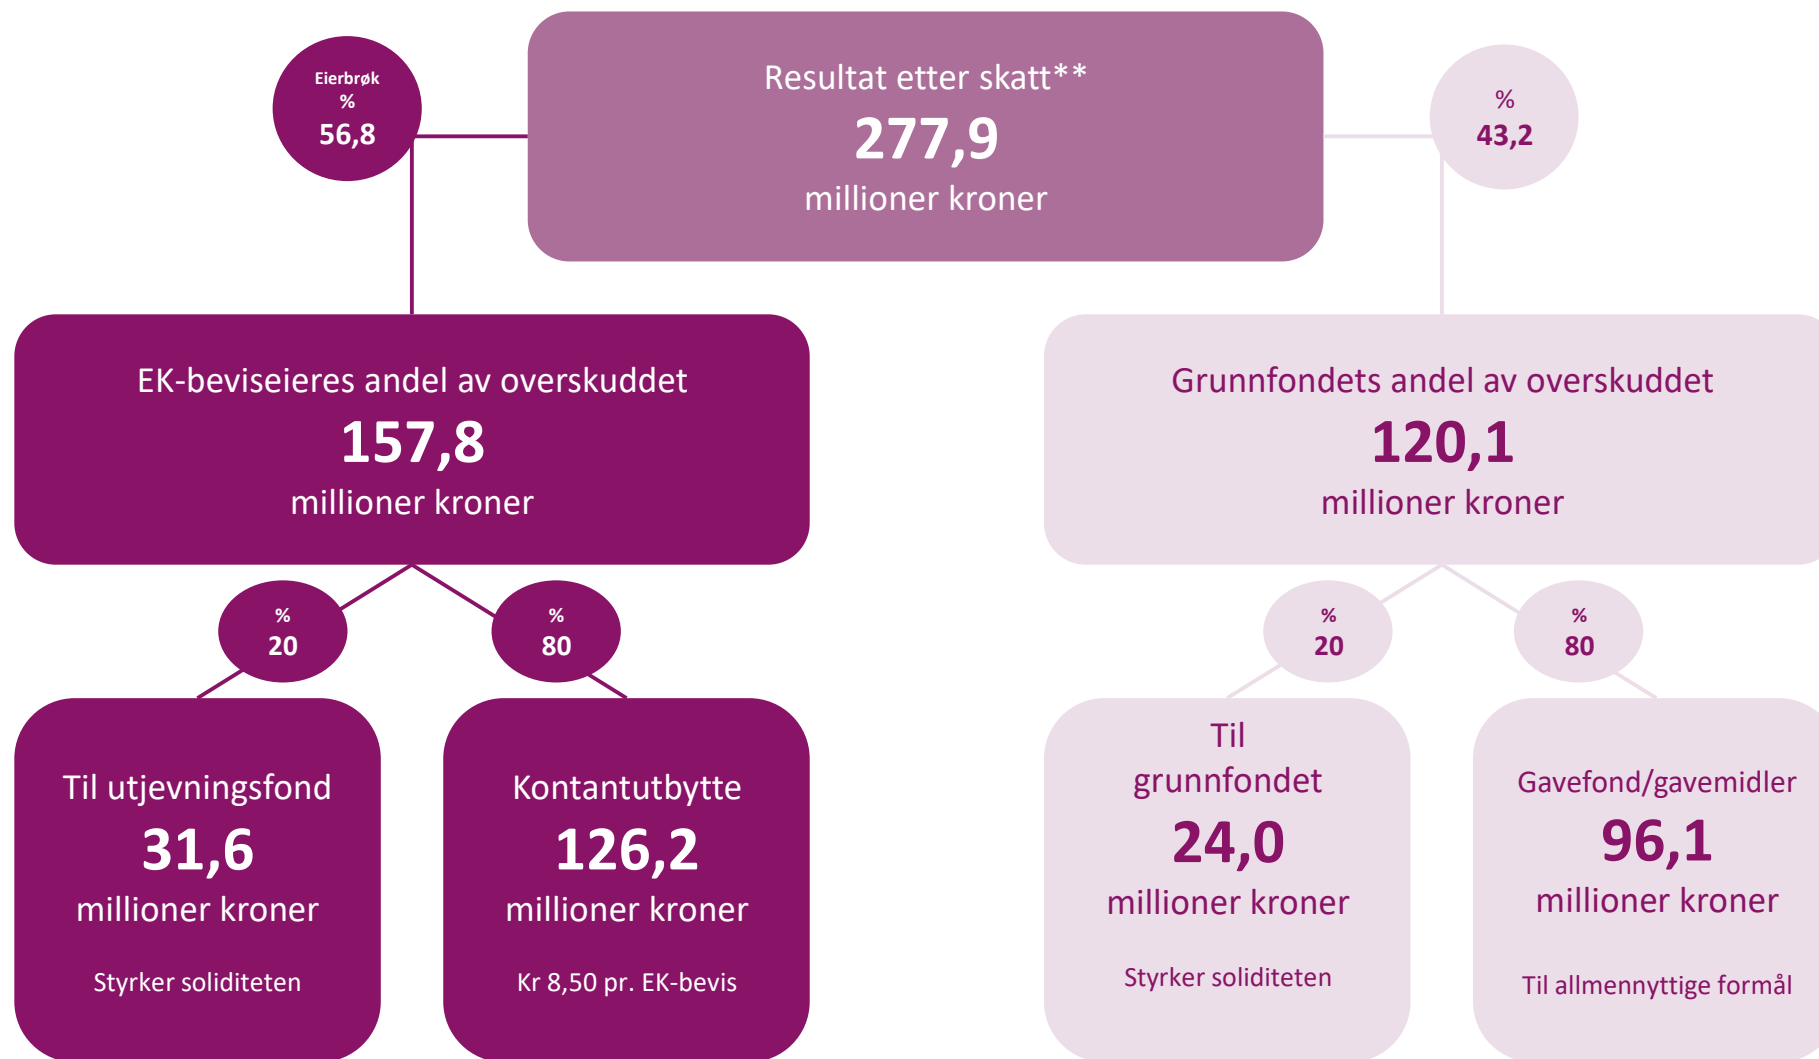 Resultat etter skatt**
277,9
millioner kroner
Eierbrøk
%
56,8
%
43,2
EK-beviseieres andel av overskuddet
157,8
millioner kroner
Grunnfondets andel av overskuddet
120,1
millioner kroner
%
20
%
80
%
20
%
80
Til utjevningsfond
31,6
millioner kroner
Styrker soliditeten
Kontantutbytte
126,2
millioner kroner
Kr 8,50 pr. EK-bevis
Til
grunnfondet
24,0
millioner kroner
Styrker soliditeten
Gavefond/gavemidler
96,1
millioner kroner
Til allmennyttige formål